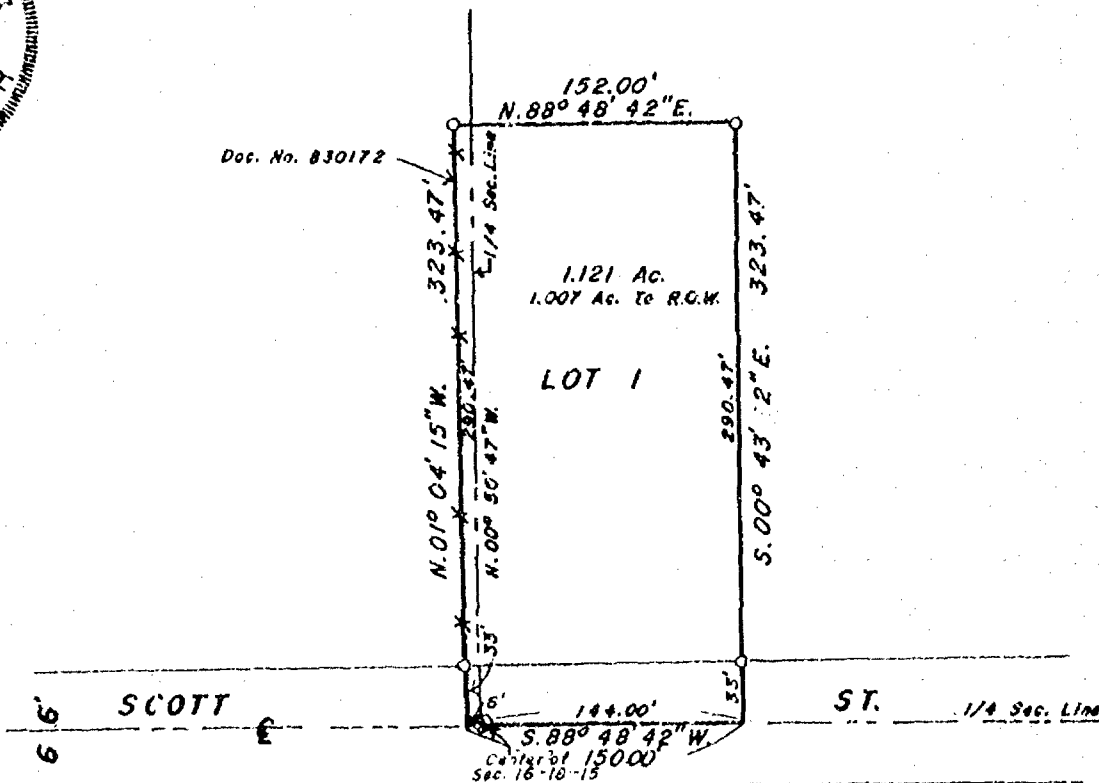 152.00'
N. 88° 48' 42" E.
Doc. No. 830172
1/4 Sec. Line
323.47'
N. 01° 04' 15" W.
290.47'
N. 00° 50' 47" W.
1.121 Ac.
1.007 Ac. To R.O.W.
LOT 1
323.47'
290.47'
S. 00° 43' 2" E.
33'
33'
SCOTT
ST.
1/4 Sec. Line
66'
6'
144.00'
S. 88° 48' 42" W.
Center of 150.00'
Sec. 16-10-15